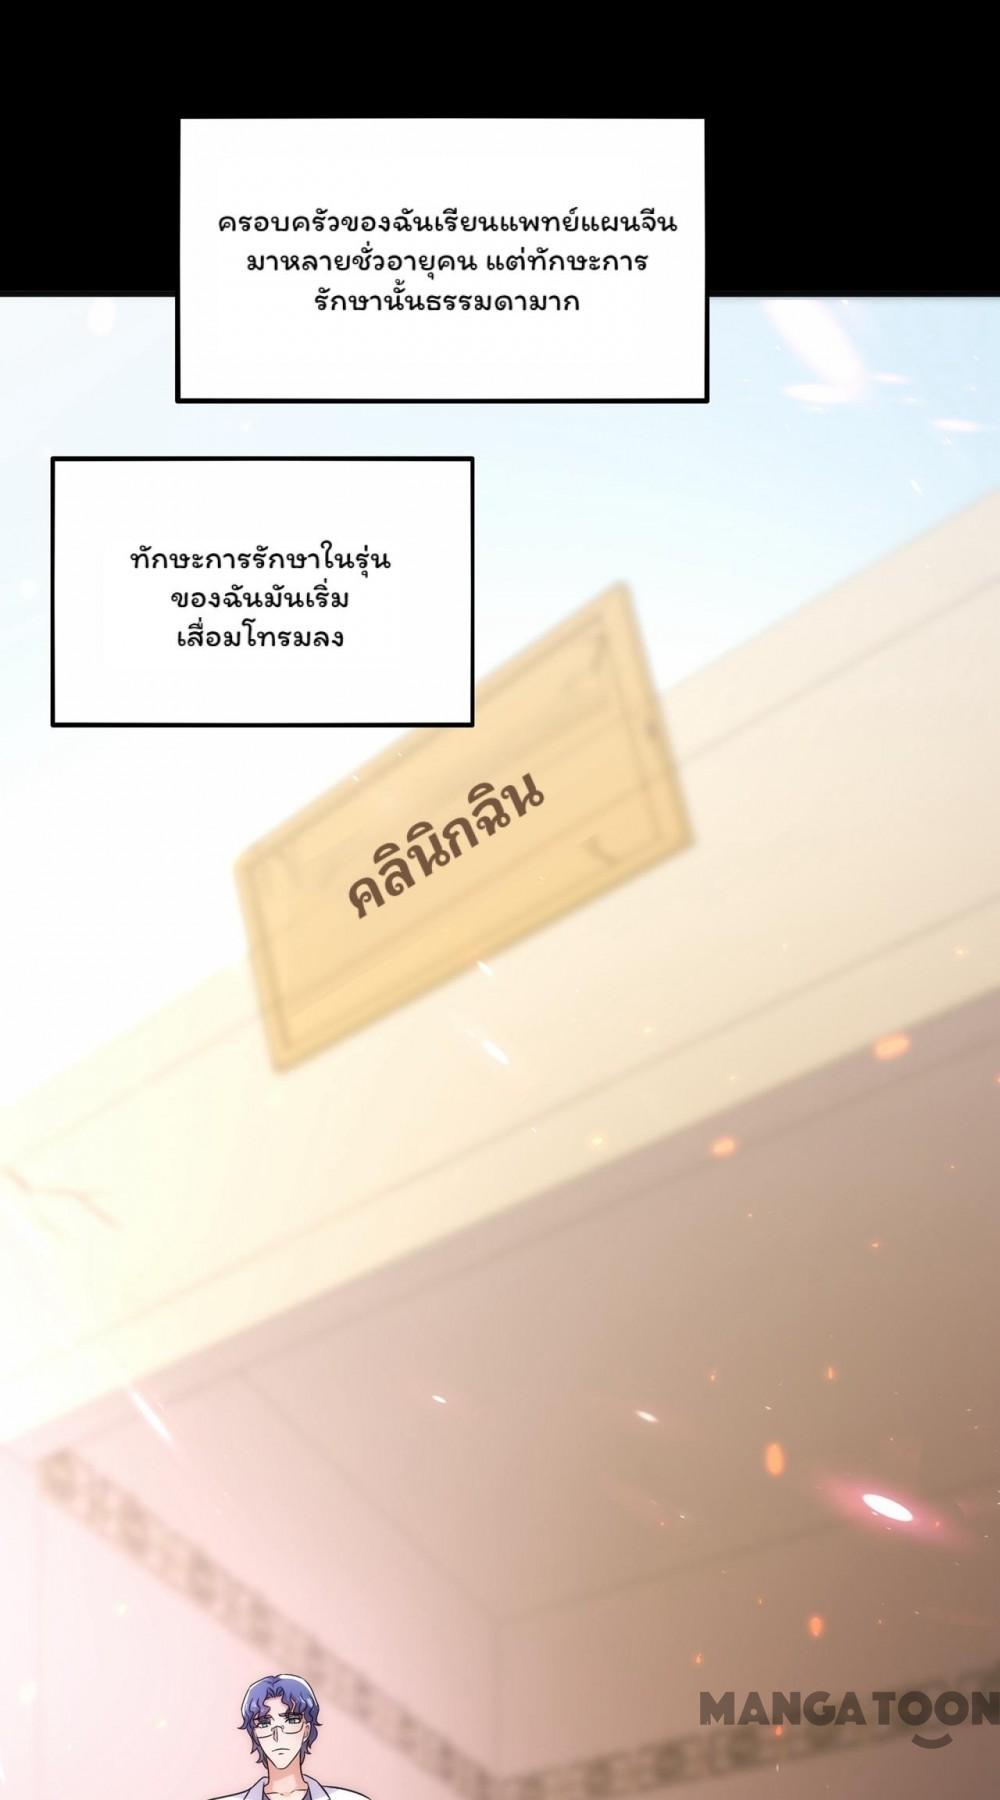 ครอบครัวของฉันเรียนแพทย์แผนจีน
มาหลายชั่วอายุคน แต่ทักษะการ
รักษานั้นธรรมดามาก
ทักษะการรักษาในรุ่น
ของฉันมันเริ่ม
เสื่อมโทรมลง
คลินิกฉิน
MANGATOON